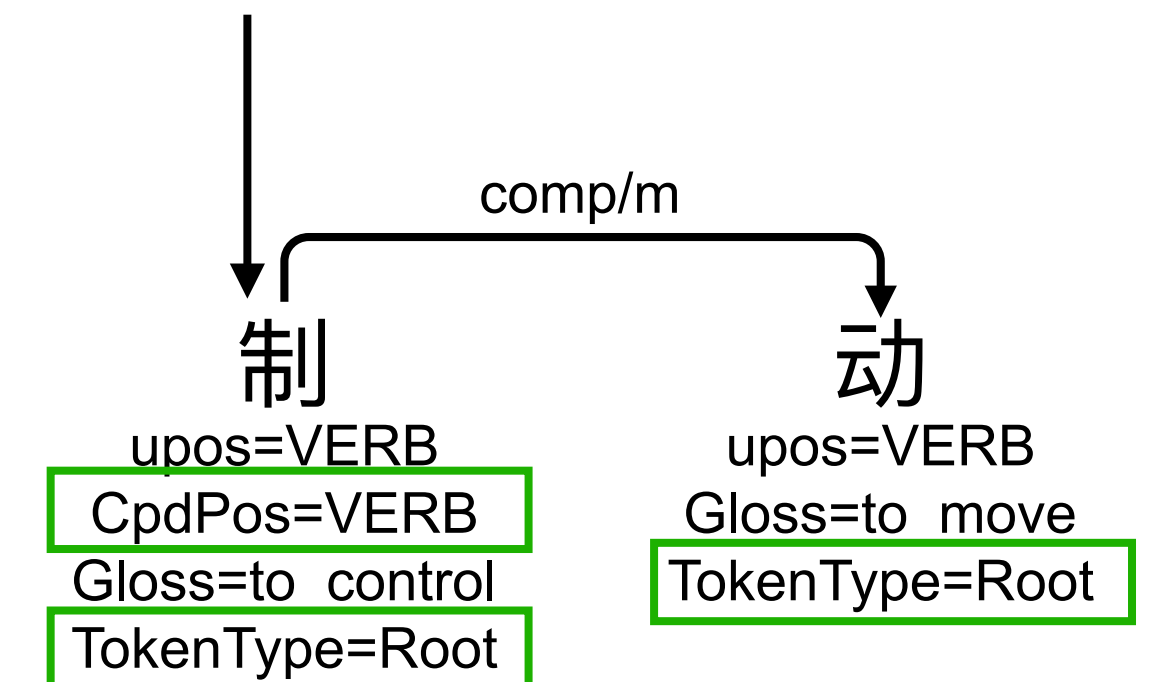 comp/m
制
upos=VERB
CpdPos=VERB
Gloss=to control
TokenType=Root
动
upos=VERB
Gloss=to move
TokenType=Root